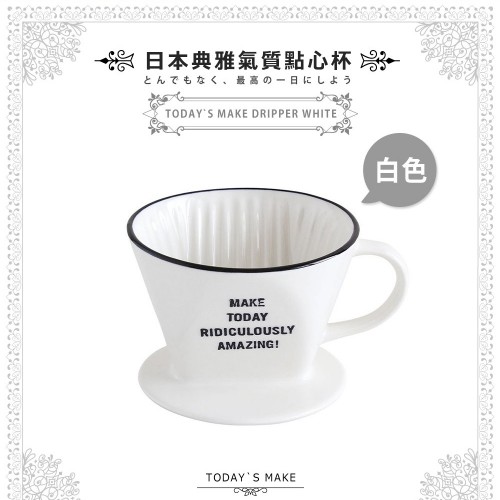 日本典雅氣質點心杯
とんでもなく、最高の一日にしよう
TODAY`S MAKE DRIPPER WHITE
白色
MAKE
TODAY
RIDICULOUSLY
AMAZING!
TODAY`S MAKE